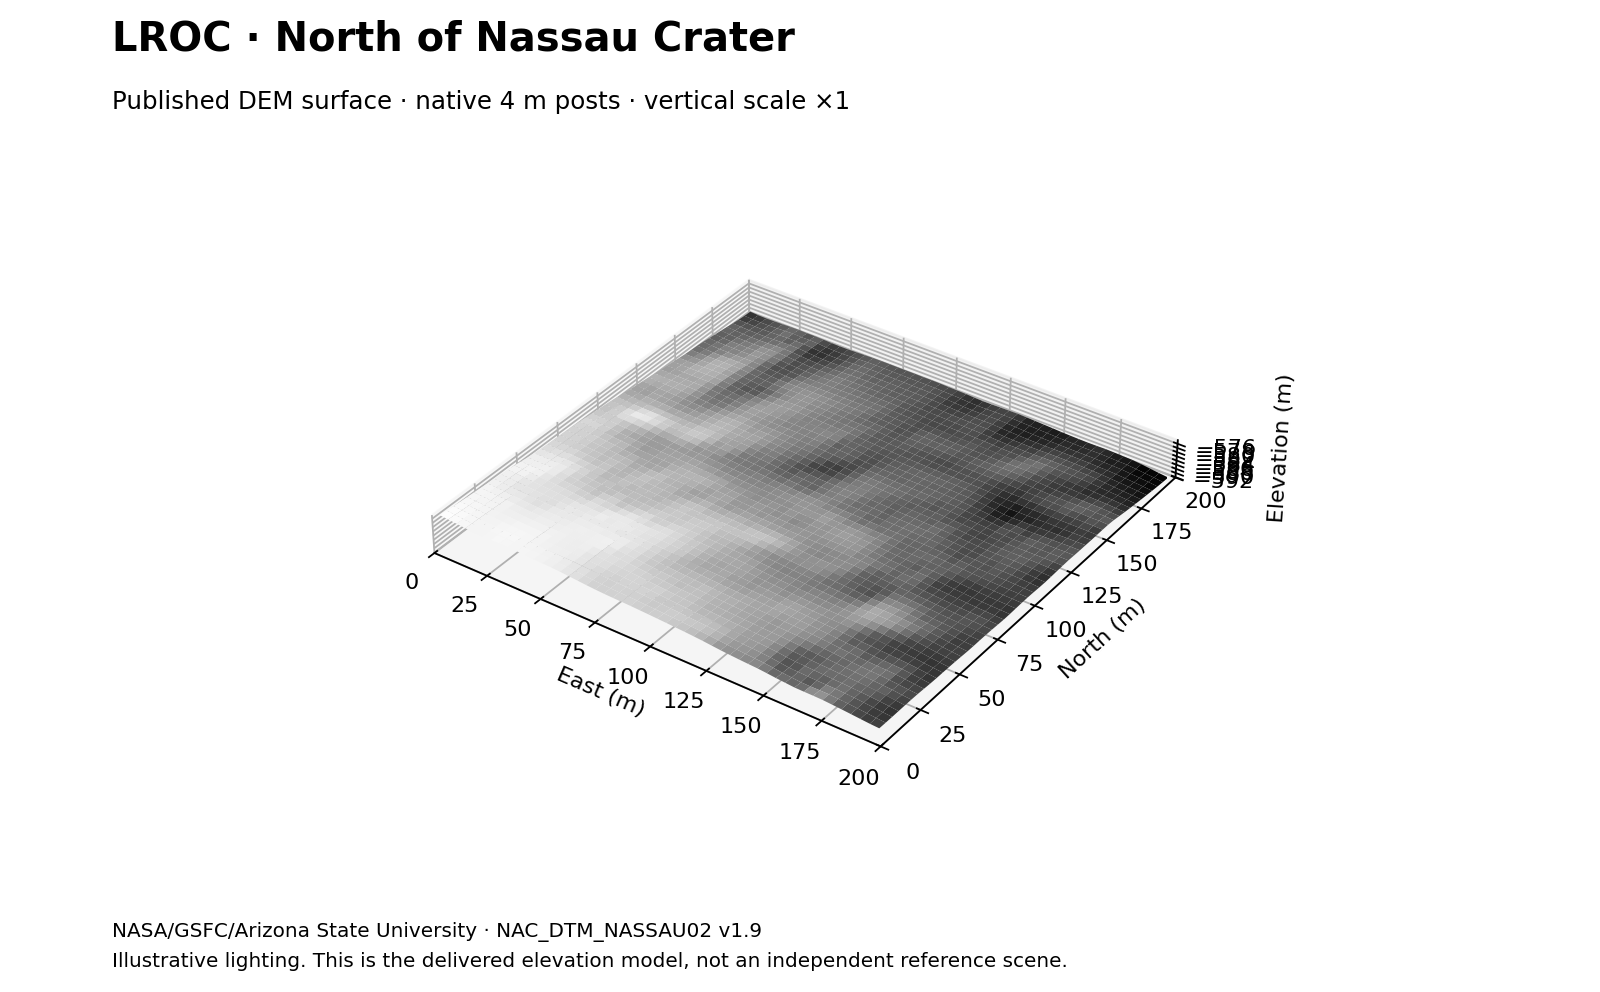 LROC · North of Nassau Crater
Published DEM surface · native 4 m posts · vertical scale ×1
Elevation (m)
−576
−592
0
25
50
75
100
125
150
175
200
East (m)
0
25
50
75
100
125
150
175
200
North (m)
NASA/GSFC/Arizona State University · NAC_DTM_NASSAU02 v1.9
Illustrative lighting. This is the delivered elevation model, not an independent reference scene.